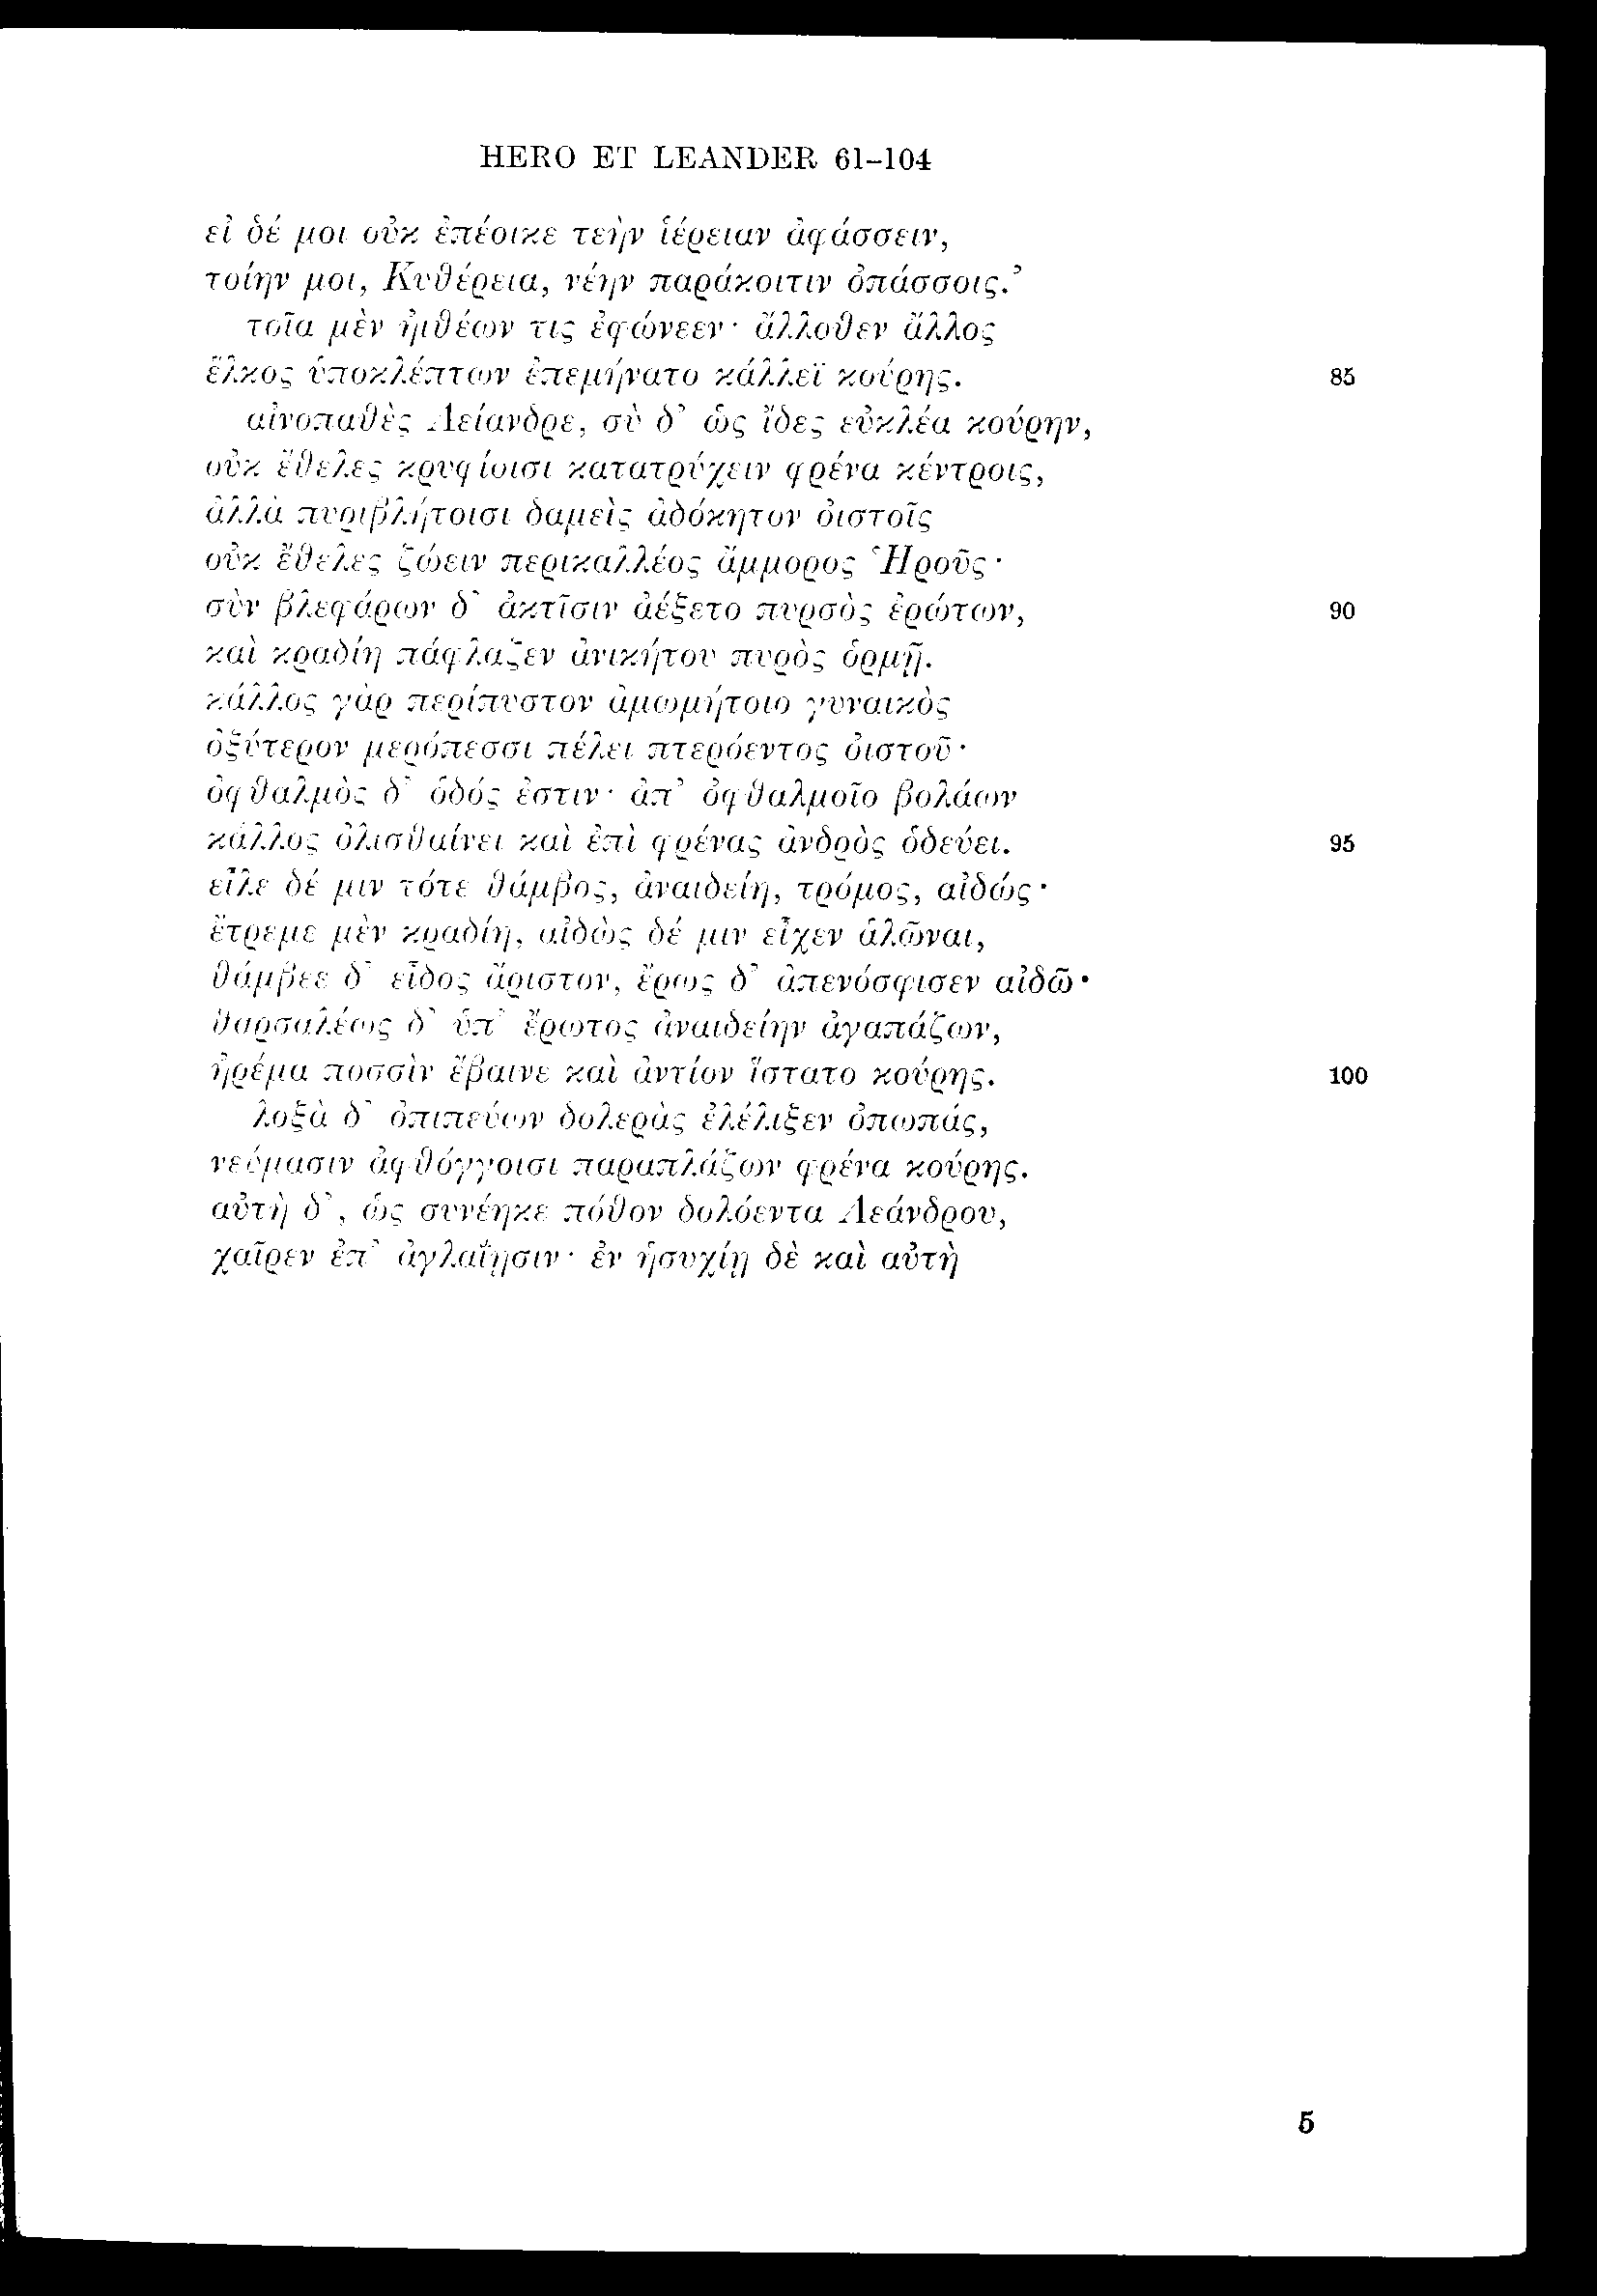 HERO ET LEANDER 61–104
εἰ δέ μοι οὐκ ἐπέοικε τεὴν ἱέρειαν ἀφάσσειν,
τοίην μοι, Κυθέρεια, νέην παράκοιτιν ὀπάσσοις.’
τοῖα μὲν ἠιθέων τις ἐφώνεεν· ἄλλοθεν ἄλλος
ἕλκος ὑποκλέπτων ἐπεμήνατο κάλλεϊ κούρης. 85
αἰνοπαθὲς Λείανδρε, σὺ δ’ ὡς ἴδες εὐκλέα κούρην,
οὐκ ἔθελες κρυφίοισι κατατρύχειν φρένα κέντροις,
ἀλλὰ πυριβλήτοισι δαμεὶς ἀδόκητον ὀιστοῖς
οὐκ ἔθελες ζώειν περικαλλέος ἄμμορος Ἡροῦς·
σὺν βλεφάρων δ’ ἀκτῖσιν ἀέξετο πυρσὸς ἐρώτων, 90
καὶ κραδίη πάφλαζεν ἀνικήτου πυρὸς ὁρμῇ.
κάλλος γὰρ περίπυστον ἀμωμήτοιο γυναικὸς
ὀξύτερον μερόπεσσι πέλει πτερόεντος ὀιστοῦ·
ὀφθαλμὸς δ’ ὁδός ἐστιν· ἀπ’ ὀφθαλμοῖο βολάων
κάλλος ὀλισθαίνει καὶ ἐπὶ φρένας ἀνδρὸς ὁδεύει. 95
εἷλε δέ μιν τότε θάμβος, ἀναιδείη, τρόμος, αἰδώς·
ἔτρεμε μὲν κραδίη, αἰδὼς δέ μιν εἶχεν ἁλῶναι,
θάμβεε δ’ εἶδος ἄριστον, ἔρως δ’ ἀπενόσφισεν αἰδῶ·
θαρσαλέως δ’ ὑπ’ ἔρωτος ἀναιδείην ἀγαπάζων,
ἠρέμα ποσσὶν ἔβαινε καὶ ἀντίον ἵστατο κούρης. 100
λοξὰ δ’ ὀπιπεύων δολερὰς ἐλέλιξεν ὀπωπάς,
νεύμασιν ἀφθόγγοισι παραπλάζων φρένα κούρης.
αὐτὴ δ’, ὡς συνέηκε πόθον δολόεντα Λεάνδρου,
χαῖρεν ἐπ’ ἀγλαΐῃσιν· ἐν ἡσυχίῃ δὲ καὶ αὐτὴ
5